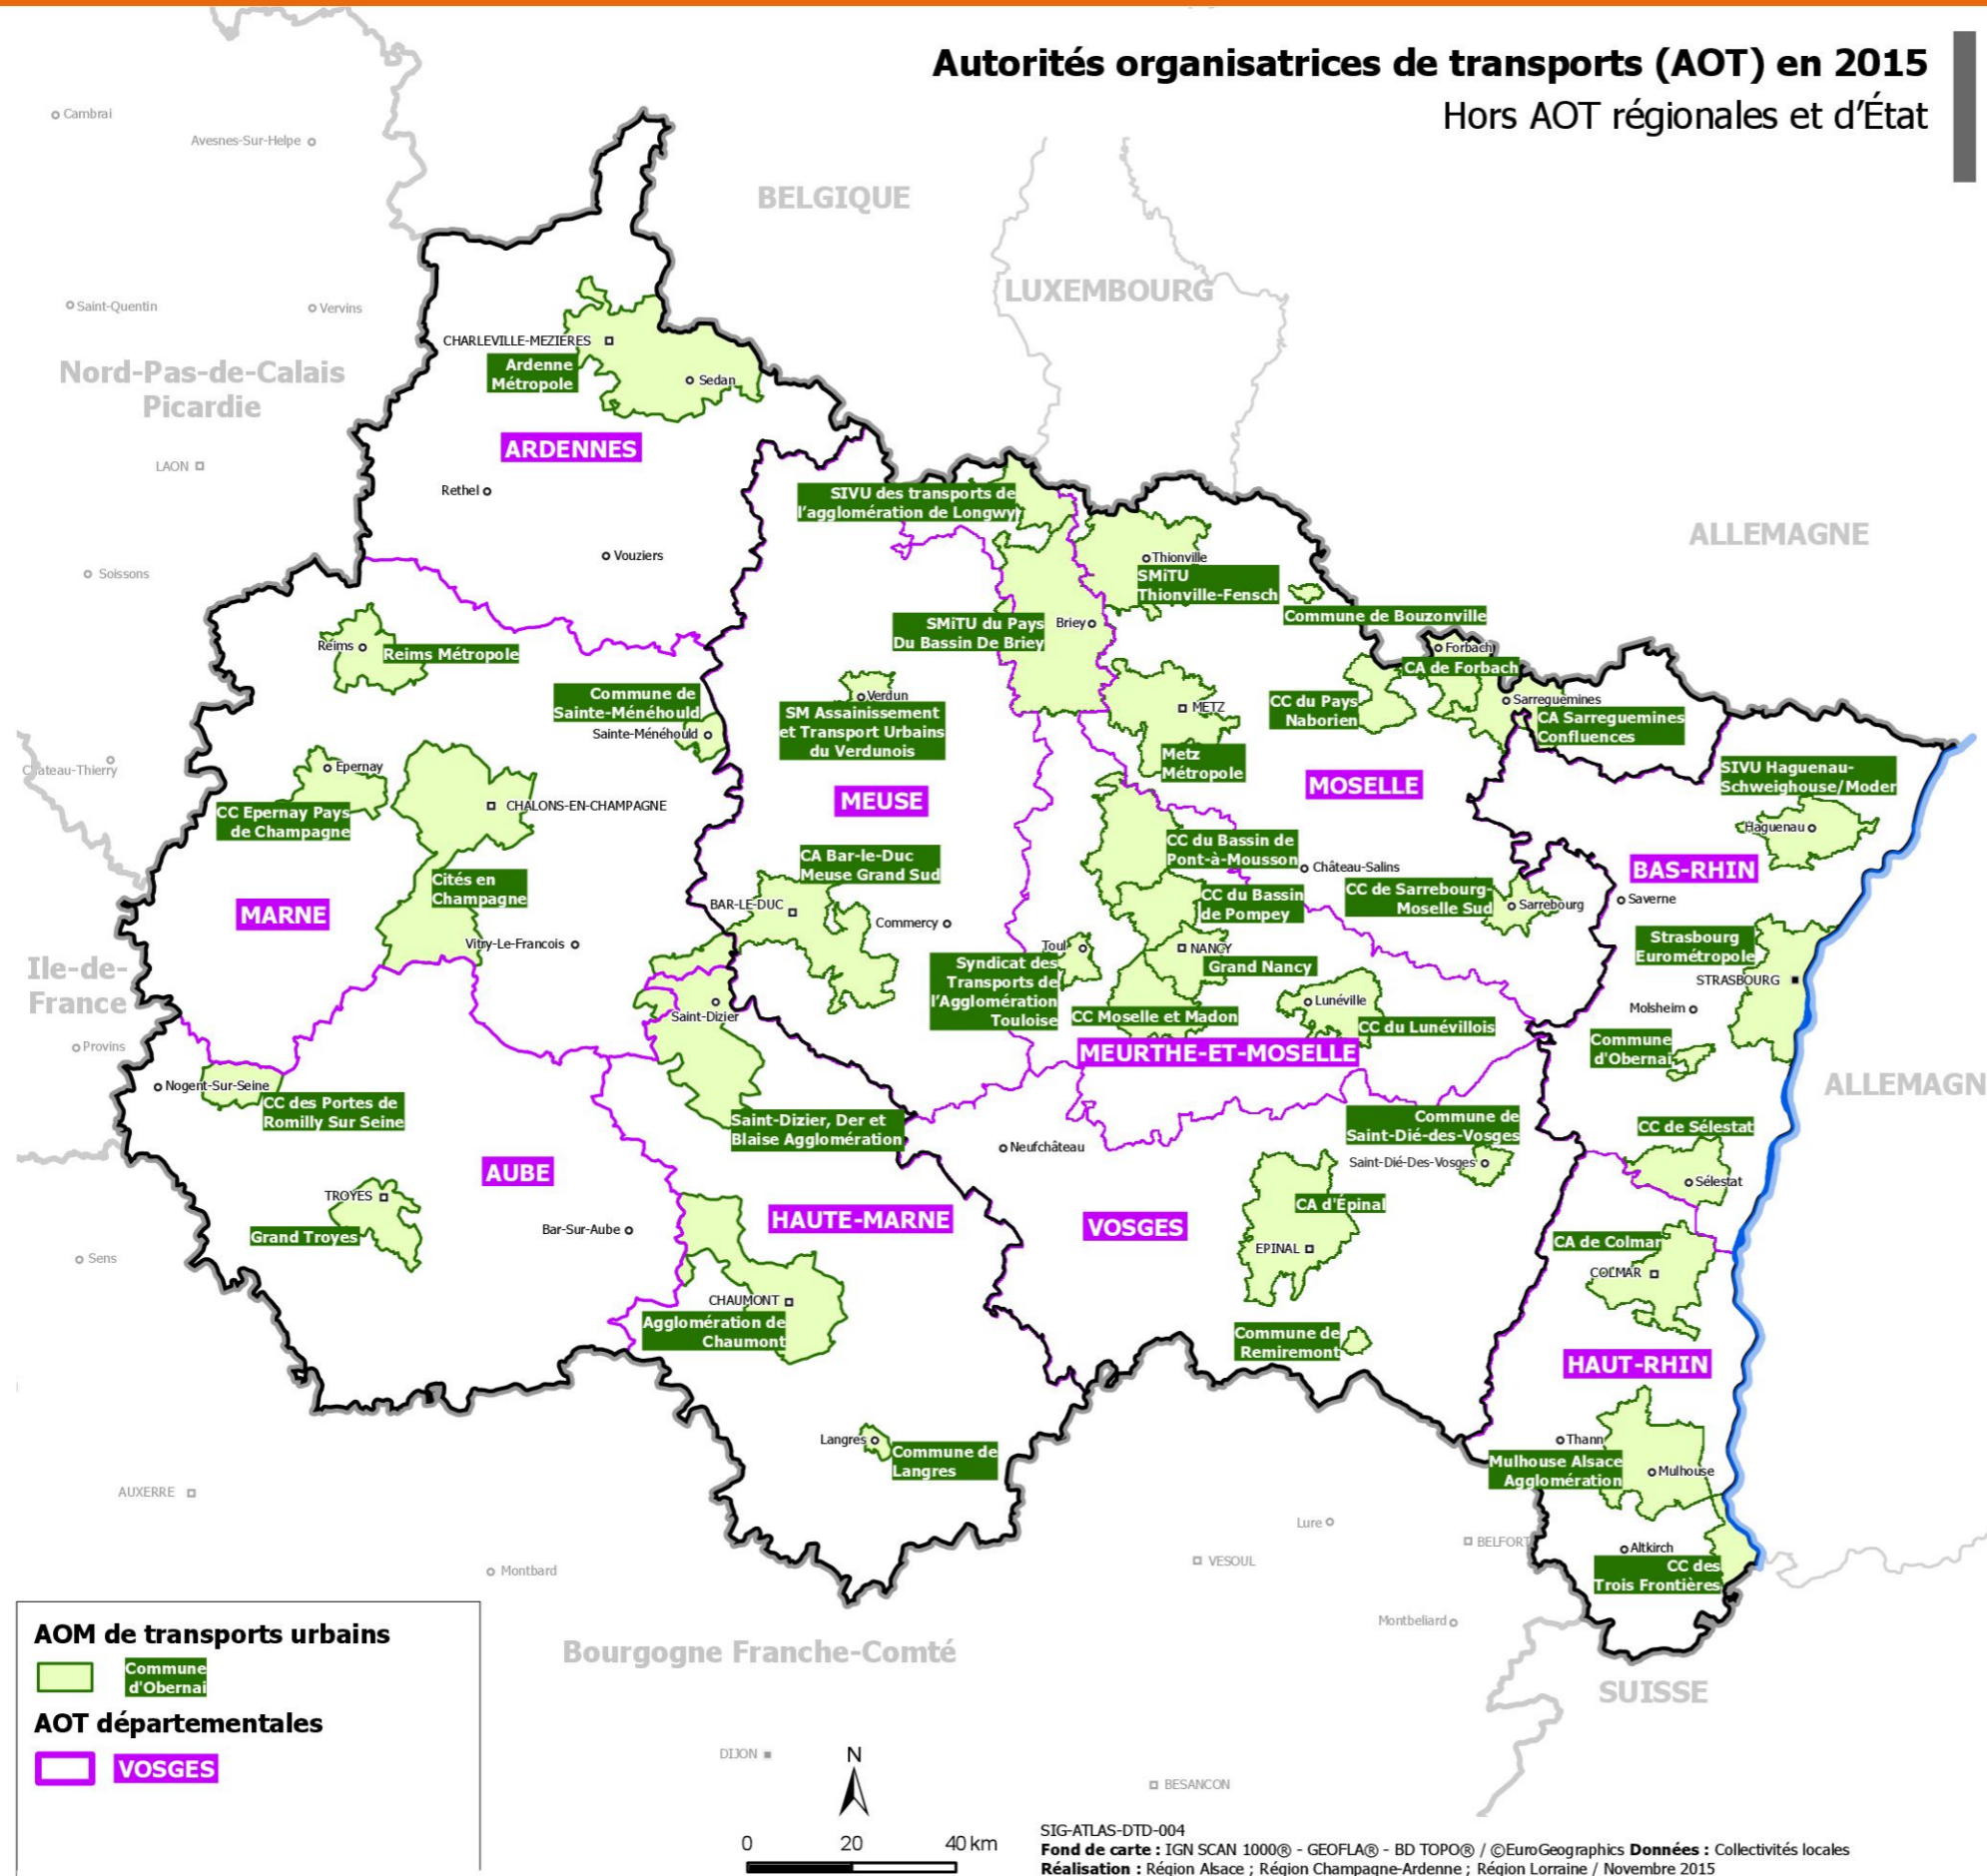 Autorités organisatrices de transports (AOT) en 2015
Hors AOT régionales et d'État
Cambrai
Avesnes-Sur-Helpe
BELGIQUE
LUXEMBOURG
Saint-Quentin
Vervins
CHARLEVILLE-MEZIERES
Ardenne
Métropole
Sedan
Nord-Pas-de-Calais
Picardie
ARDENNES
LAON
Rethel
SIVU des transports de
l'agglomération de Longwy
ALLEMAGNE
Vouziers
Thionville
SMiTU
Thionville-Fensch
Soissons
Commune de Bouzonville
SMiTU du Pays
Du Bassin De Briey
Briey
Reims
Reims Métropole
Forbach
CA de Forbach
Commune de
Sainte-Ménéhould
Sainte-Ménéhould
Verdun
SM Assainissement
et Transport Urbains
du Verdunois
METZ
Metz
Métropole
CC du Pays
Naborien
Sarreguemines
CA Sarreguemines
Confluences
Chateau-Thierry
Epernay
CC Epernay Pays
de Champagne
CHALONS-EN-CHAMPAGNE
MEUSE
MOSELLE
SIVU Haguenau-
Schweighouse/Moder
Haguenau
CC du Bassin de
Pont-à-Mousson
Château-Salins
CA Bar-le-Duc
Meuse Grand Sud
BAS-RHIN
Cités en
Champagne
MARNE
BAR-LE-DUC
Commercy
CC du Bassin
de Pompey
CC de Sarrebourg-
Moselle Sud
Sarrebourg
Saverne
Vitry-Le-Francois
Toul
NANCY
Grand Nancy
Strasbourg
Eurométropole
STRASBOURG
Ile-de-
France
Syndicat des
Transports de
l'Agglomération
Touloise
Saint-Dizier
CC Moselle et Madon
Lunéville
CC du Lunévillois
Molsheim
Commune
d'Obernai
Provins
MEURTHE-ET-MOSELLE
Nogent-Sur-Seine
CC des Portes de
Romilly Sur Seine
ALLEMAGN
Saint-Dizier, Der et
Blaise Agglomération
Commune de
Saint-Dié-des-Vosges
Saint-Dié-Des-Vosges
CC de Sélestat
Sélestat
Neufchâteau
AUBE
TROYES
Grand Troyes
Bar-Sur-Aube
HAUTE-MARNE
VOSGES
CA d'Épinal
EPINAL
CA de Colmar
COLMAR
Sens
CHAUMONT
Agglomération de
Chaumont
Commune de
Remiremont
HAUT-RHIN
Langres
Commune de
Langres
Thann
Mulhouse Alsace
Agglomération
Mulhouse
AUXERRE
Lure
BELFORT
VESOUL
Altkirch
CC des
Trois Frontières
Montbard
Montbeliard
Bourgogne Franche-Comté
SUISSE
AOM de transports urbains
Commune
d'Obernai
AOT départementales
VOSGES
DIJON
BESANCON
N
0 20 40 km
SIG-ATLAS-DTD-004
Fond de carte : IGN SCAN 1000® - GEOFLA® - BD TOPO® / ©EuroGeographics Données : Collectivités locales
Réalisation : Région Alsace ; Région Champagne-Ardenne ; Région Lorraine / Novembre 2015